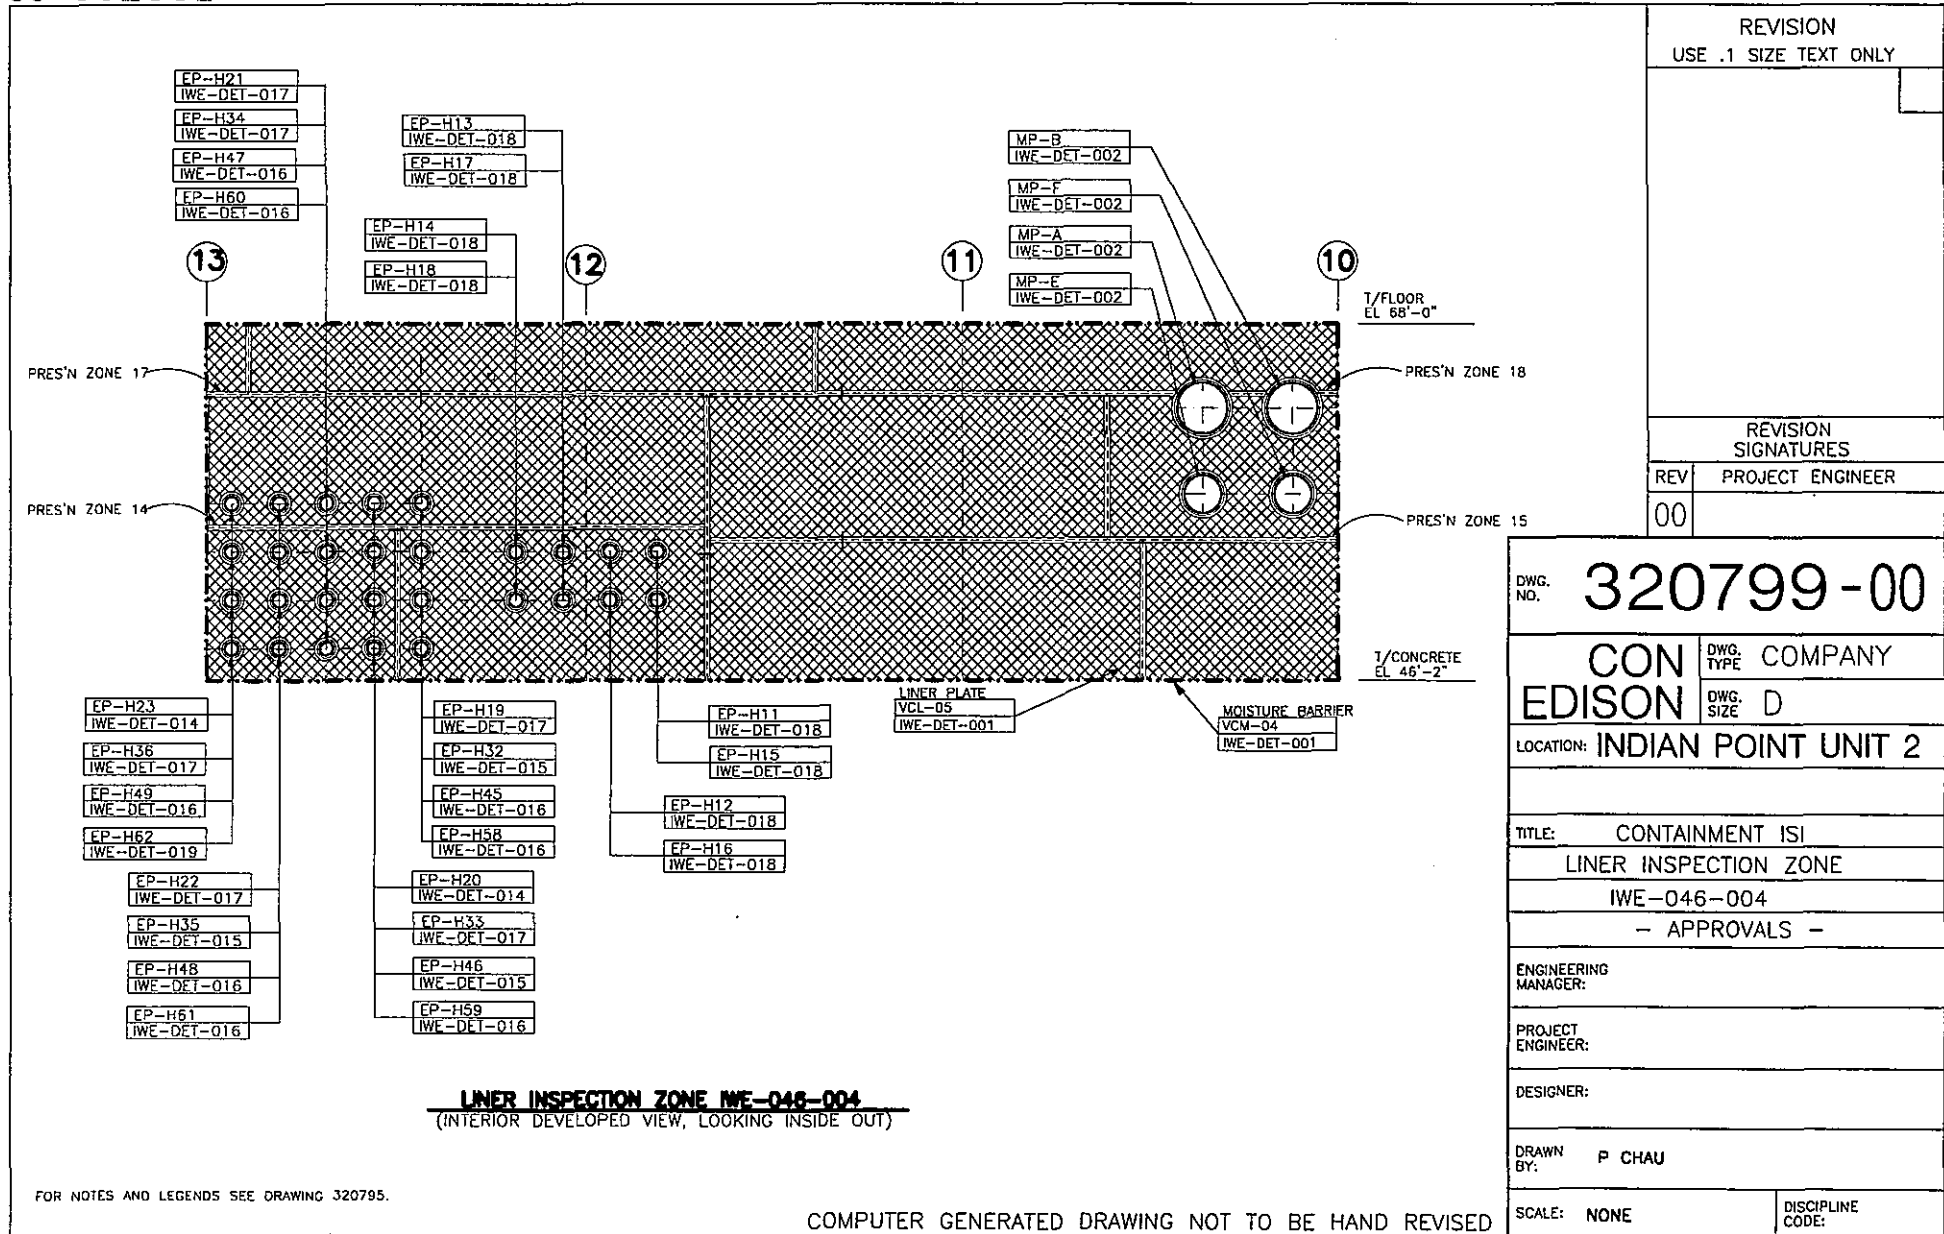 REVISION
USE .1 SIZE TEXT ONLY
EP-H21
IWE-DET-017
EP-H34
IWE-DET-017
EP-H47
IWE-DET-016
EP-H60
IWE-DET-016
EP-H13
IWE-DET-018
EP-H17
IWE-DET-018
EP-H14
IWE-DET-018
EP-H18
IWE-DET-018
MP-B
IWE-DET-002
MP-F
IWE-DET-002
MP-A
IWE-DET-002
MP-E
IWE-DET-002
13
12
11
10
T/FLOOR
EL 68'-0"
PRES'N ZONE 17
PRES'N ZONE 18
PRES'N ZONE 14
PRES'N ZONE 15
T/CONCRETE
EL 46'-2"
LINER PLATE
VCL-05
IWE-DET-001
MOISTURE BARRIER
VCM-04
IWE-DET-001
EP-H23
IWE-DET-014
EP-H36
IWE-DET-017
EP-H49
IWE-DET-016
EP-H62
IWE-DET-019
EP-H19
IWE-DET-017
EP-H32
IWE-DET-015
EP-H45
IWE-DET-016
EP-H58
IWE-DET-016
EP-H11
IWE-DET-018
EP-H15
IWE-DET-018
EP-H12
IWE-DET-018
EP-H16
IWE-DET-018
EP-H22
IWE-DET-017
EP-H35
IWE-DET-015
EP-H48
IWE-DET-016
EP-H61
IWE-DET-016
EP-H20
IWE-DET-014
EP-H33
IWE-DET-017
EP-H46
IWE-DET-015
EP-H59
IWE-DET-016
LINER INSPECTION ZONE IWE-046-004
(INTERIOR DEVELOPED VIEW, LOOKING INSIDE OUT)
FOR NOTES AND LEGENDS SEE DRAWING 320795.
COMPUTER GENERATED DRAWING NOT TO BE HAND REVISED
REVISION
SIGNATURES
REV PROJECT ENGINEER
00
DWG. NO. 320799-00
CON EDISON
DWG. TYPE COMPANY
DWG. SIZE D
LOCATION: INDIAN POINT UNIT 2
TITLE: CONTAINMENT ISI
LINER INSPECTION ZONE
IWE-046-004
- APPROVALS -
ENGINEERING
MANAGER:
PROJECT
ENGINEER:
DESIGNER:
DRAWN BY: P CHAU
SCALE: NONE
DISCIPLINE
CODE: